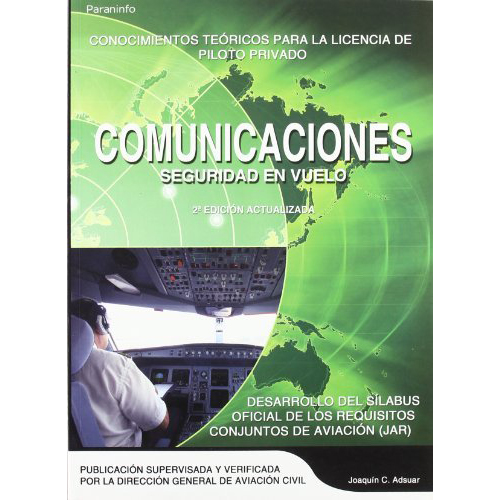 Paraninfo
CONOCIMIENTOS TEÓRICOS PARA LA LICENCIA DE
PILOTO PRIVADO
COMUNICACIONES
SEGURIDAD EN VUELO
2ª EDICIÓN ACTUALIZADA
DESARROLLO DEL SÍLABUS
OFICIAL DE LOS REQUISITOS
CONJUNTOS DE AVIACIÓN (JAR)
PUBLICACIÓN SUPERVISADA Y VERIFICADA
POR LA DIRECCIÓN GENERAL DE AVIACIÓN CIVIL
Joaquín C. Adsuar